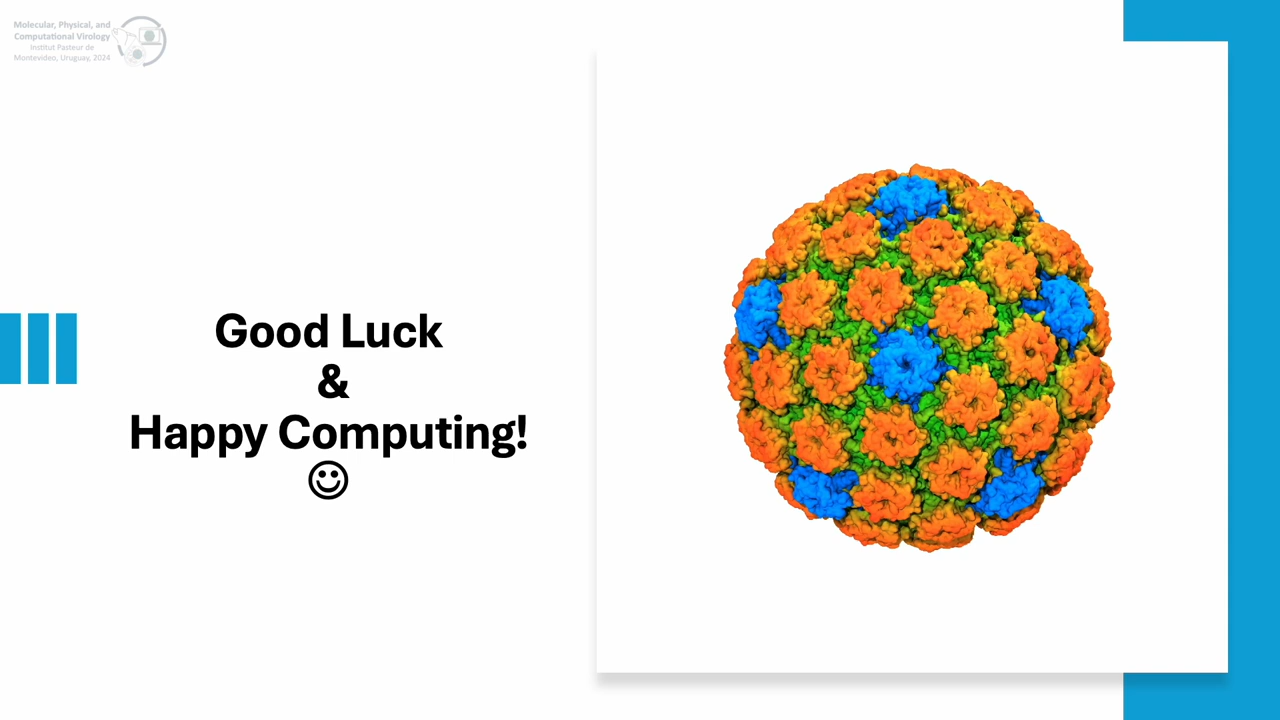 Molecular, Physical, and
Computational Virology
Institut Pasteur de
Montevideo, Uruguay, 2024
Good Luck
&
Happy Computing!
☺